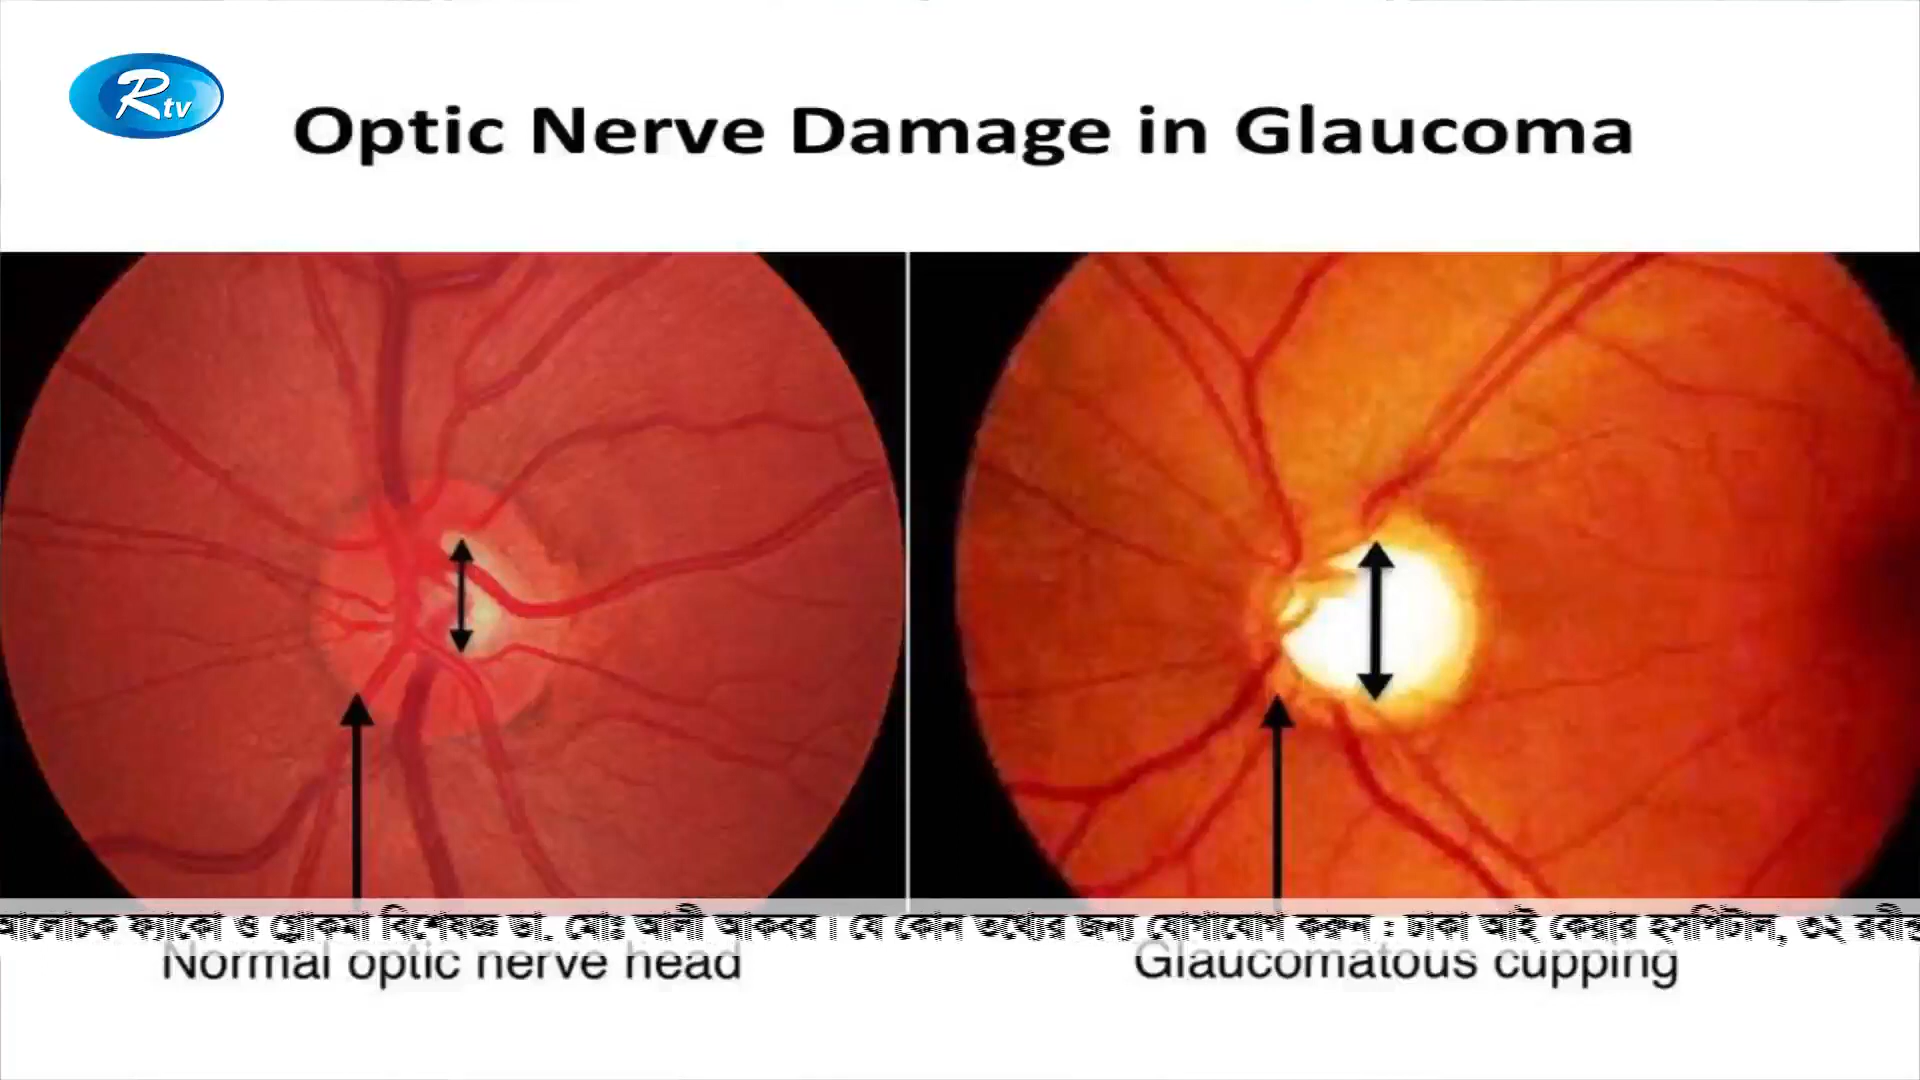 Rtv
Optic Nerve Damage in Glaucoma
আলোচক ফ্যাকো ও গ্লোকমা বিশেষজ্ঞ ডা. মোঃ আলী আকবর । যে কোন তথ্যের জন্য যোগাযোগ করুন : ঢাকা আই কেয়ার হসপিটাল, ৩২
Normal optic nerve head
Glaucomatous cupping